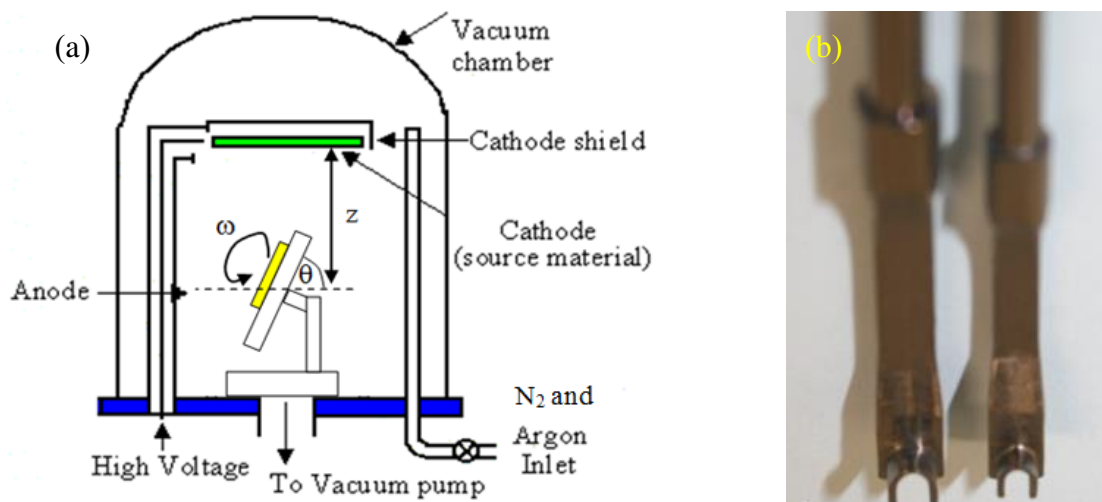 (a)
Vacuum
chamber
Cathode shield
z
ω
θ
Cathode
(source material)
Anode
N2 and
Argon
Inlet
High Voltage
To Vacuum pump
(b)